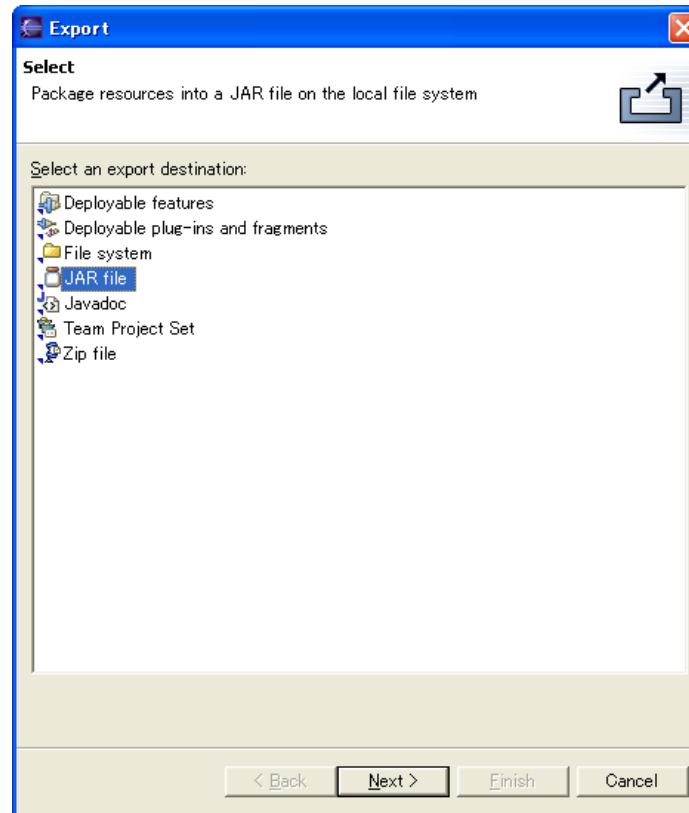 Export
Select
Package resources into a JAR file on the local file system
Select an export destination:
Deployable features
Deployable plug-ins and fragments
File system
JAR file
Javadoc
Team Project Set
Zip file
< Back
Next >
Finish
Cancel